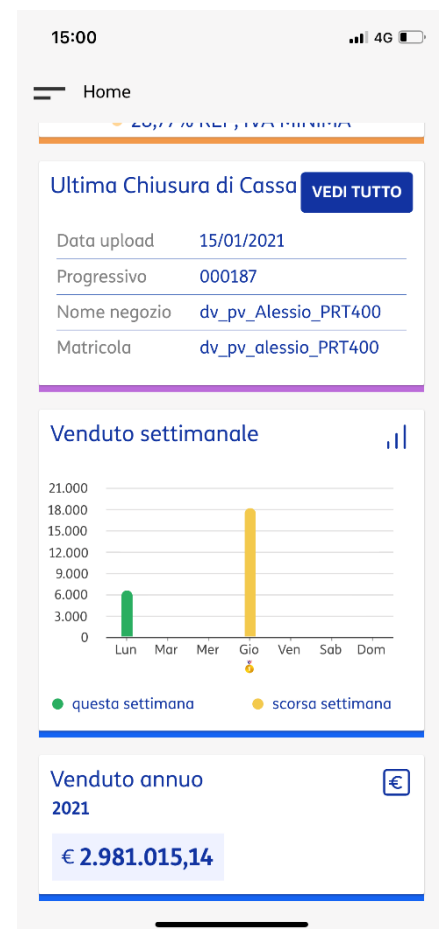 15:00 4G
Home
Ultima Chiusura di Cassa VEDI TUTTO
Data upload 15/01/2021
Progressivo 000187
Nome negozio dv_pv_Alessio_PRT400
Matricola dv_pv_alessio_PRT400
Venduto settimanale
21.000
18.000
15.000
12.000
9.000
6.000
3.000
0
Lun Mar Mer Gio Ven Sab Dom
questa settimana scorsa settimana
Venduto annuo
2021
€ 2.981.015,14